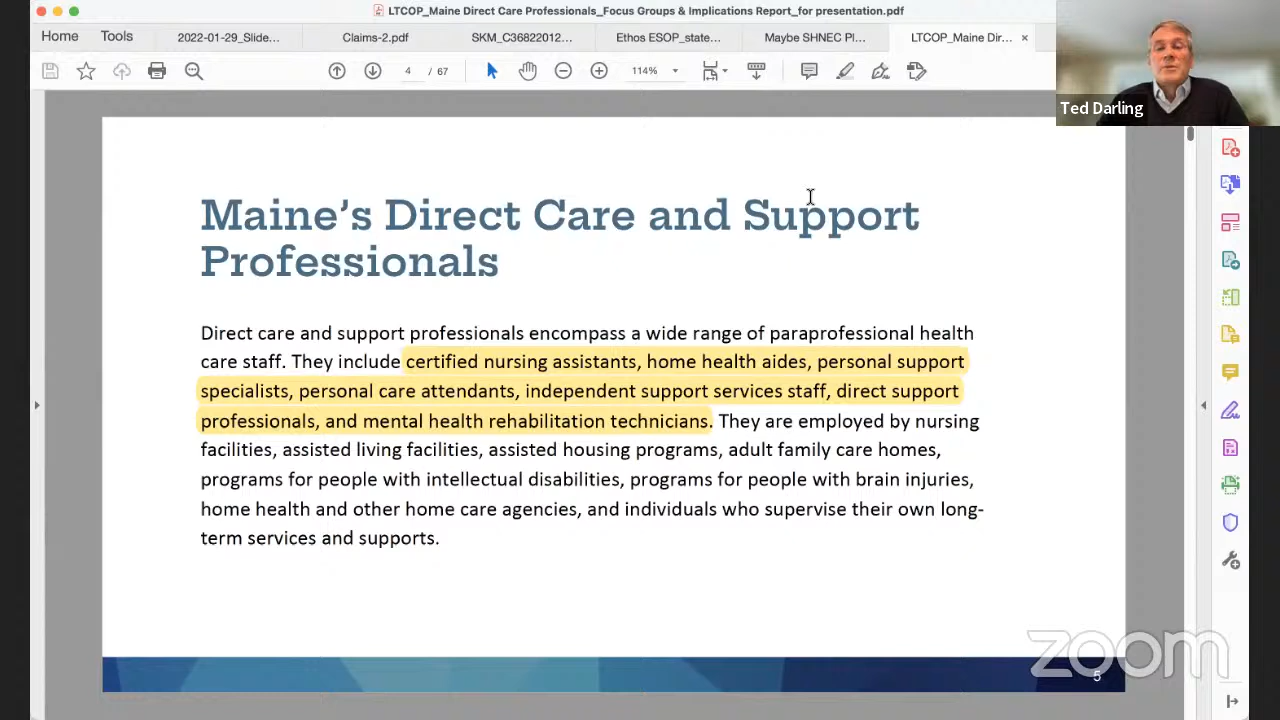 LTCOP_Maine Direct Care Professionals_Focus Groups & Implications Report_for presentation.pdf
Home
Tools
2022-01-29_Slide...
Claims-2.pdf
SKM_C36822012...
Ethos ESOP_state...
Maybe SHNEC Pl...
LTCOP_Maine Dir... ×
4 / 67
114%
Ted Darling
Maine's Direct Care and Support
Professionals
Direct care and support professionals encompass a wide range of paraprofessional health
care staff. They include certified nursing assistants, home health aides, personal support
specialists, personal care attendants, independent support services staff, direct support
professionals, and mental health rehabilitation technicians. They are employed by nursing
facilities, assisted living facilities, assisted housing programs, adult family care homes,
programs for people with intellectual disabilities, programs for people with brain injuries,
home health and other home care agencies, and individuals who supervise their own long-
term services and supports.
zoom
5